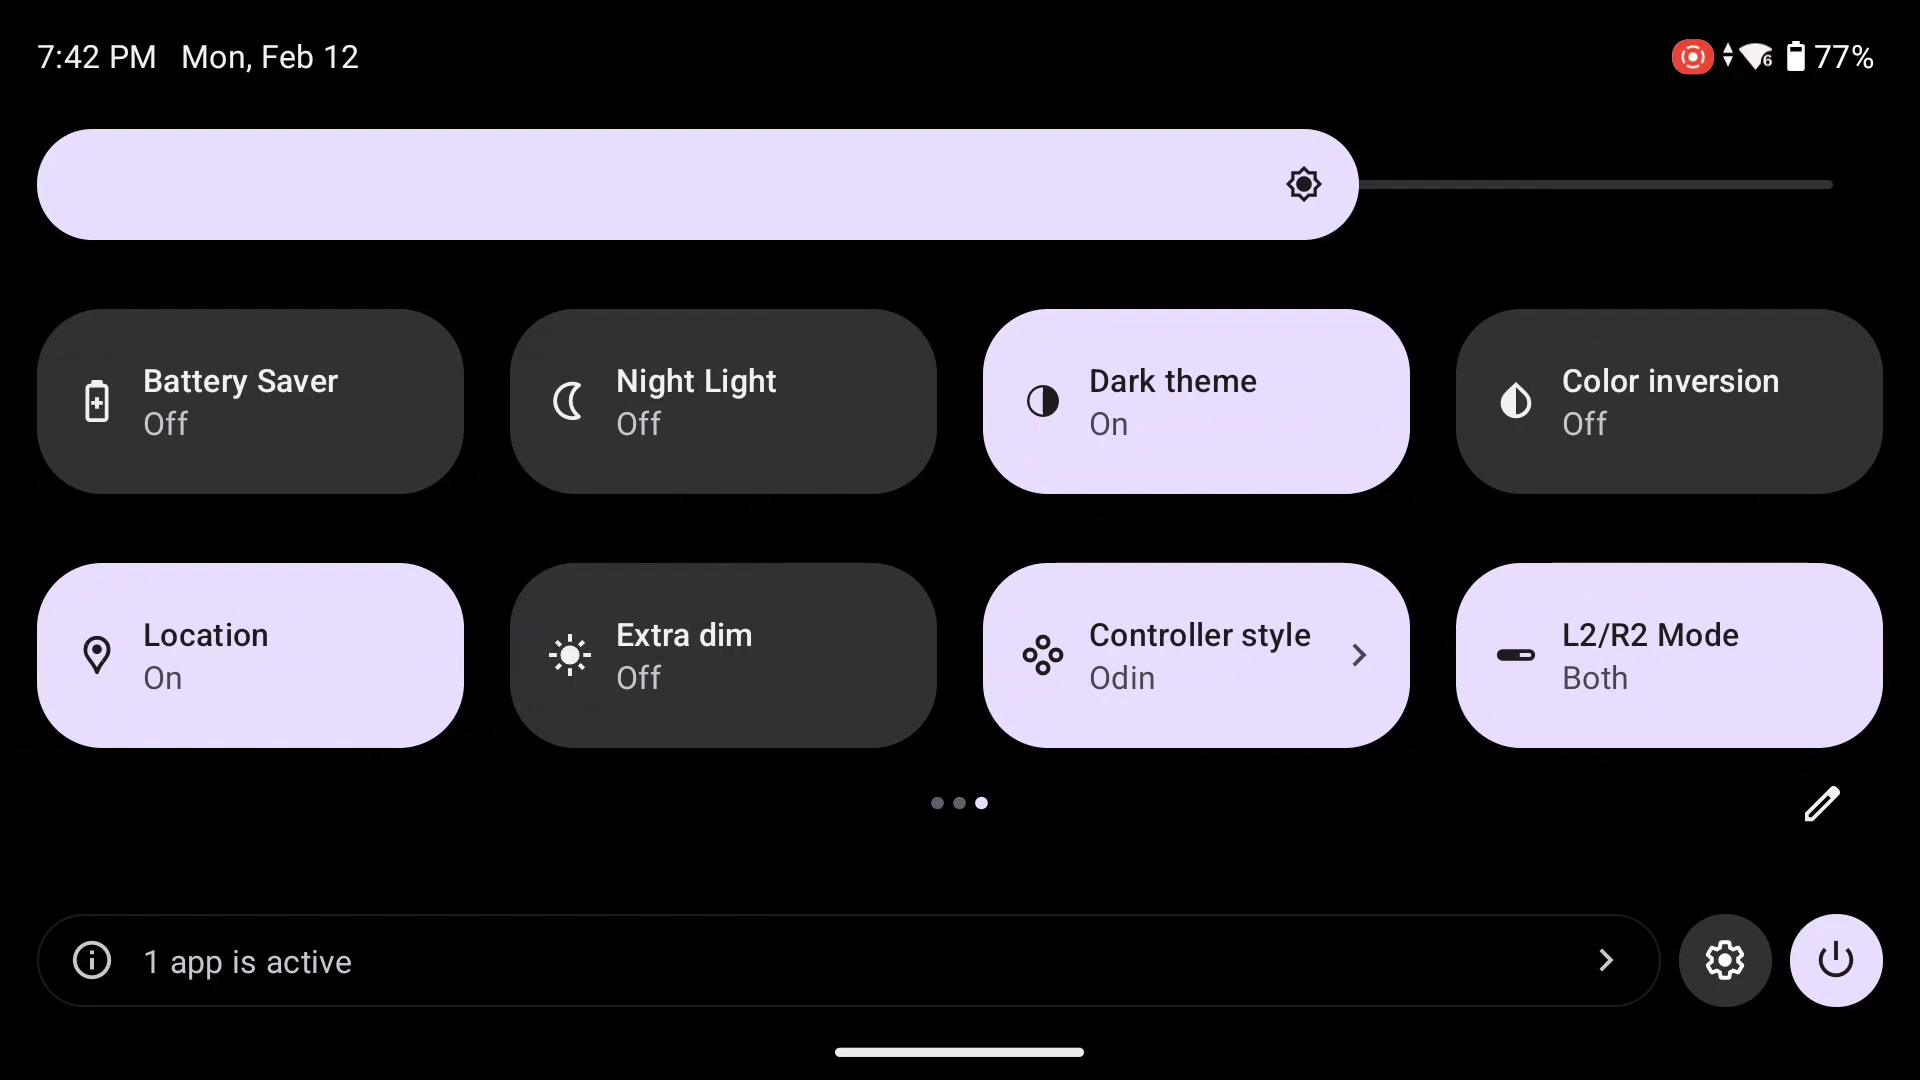 7:42 PM Mon, Feb 12
6 77%
Battery Saver
Off
Night Light
Off
Dark theme
On
Color inversion
Off
Location
On
Extra dim
Off
Controller style
Odin
L2/R2 Mode
Both
1 app is active